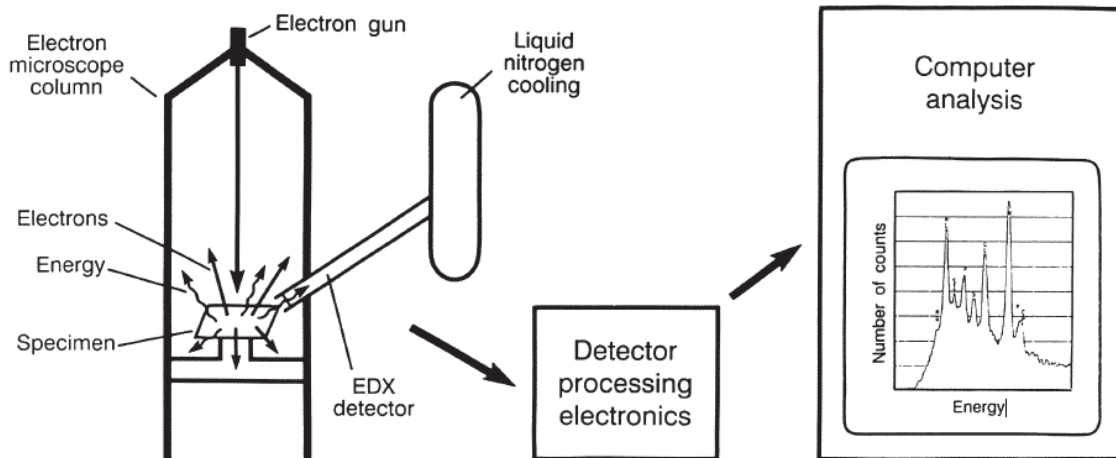 Electron gun
Electron
microscope
column
Liquid
nitrogen
cooling
Computer
analysis
Electrons
Energy
Specimen
EDX
detector
Detector
processing
electronics
Number of counts
Energy